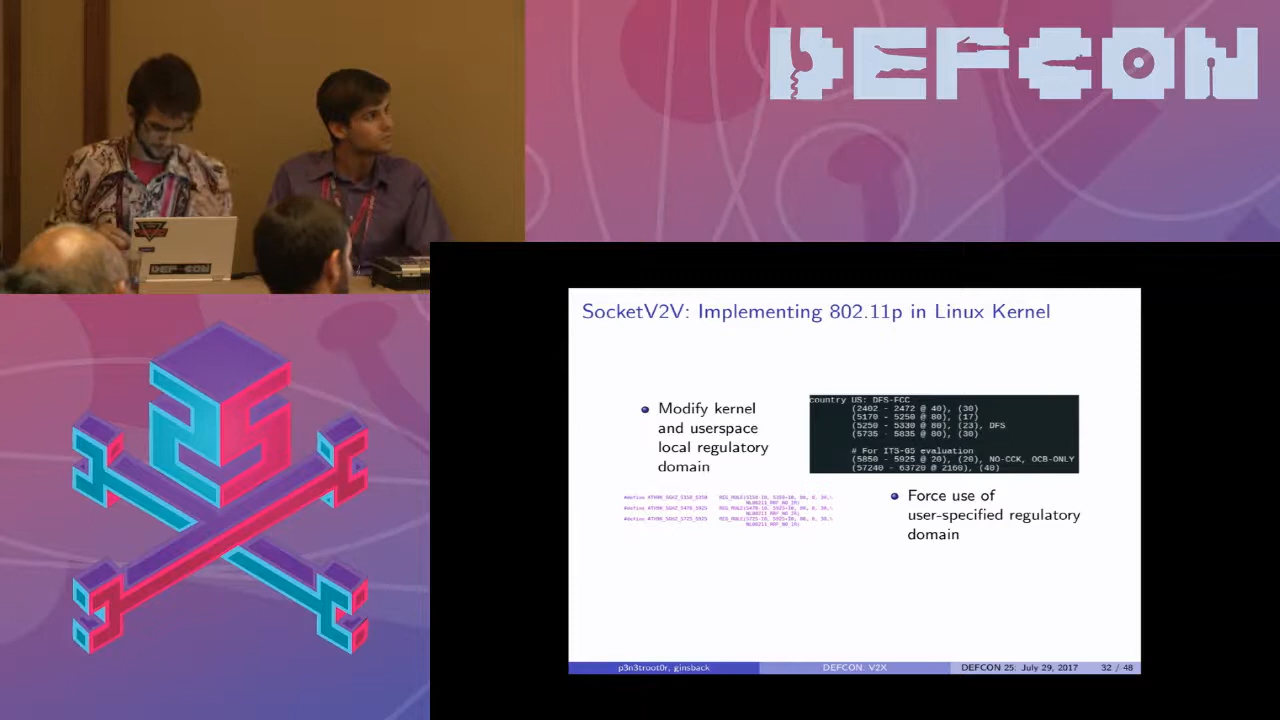 DEFCON
DEF-CON
SocketV2V: Implementing 802.11p in Linux Kernel
Modify kernel
and userspace
local regulatory
domain
country US: DFS-FCC
(2402 - 2472 @ 40), (30)
(5170 - 5250 @ 80), (17)
(5250 - 5330 @ 80), (23), DFS
(5735 - 5835 @ 80), (30)
# For ITS-G5 evaluation
(5850 - 5925 @ 20), (20), NO-CCK, OCB-ONLY
(57240 - 63720 @ 2160), (40)
Force use of
user-specified regulatory
domain
p3n3troot0r, ginsback
DEFCON: V2X
DEFCON 25: July 29, 2017
32 / 48